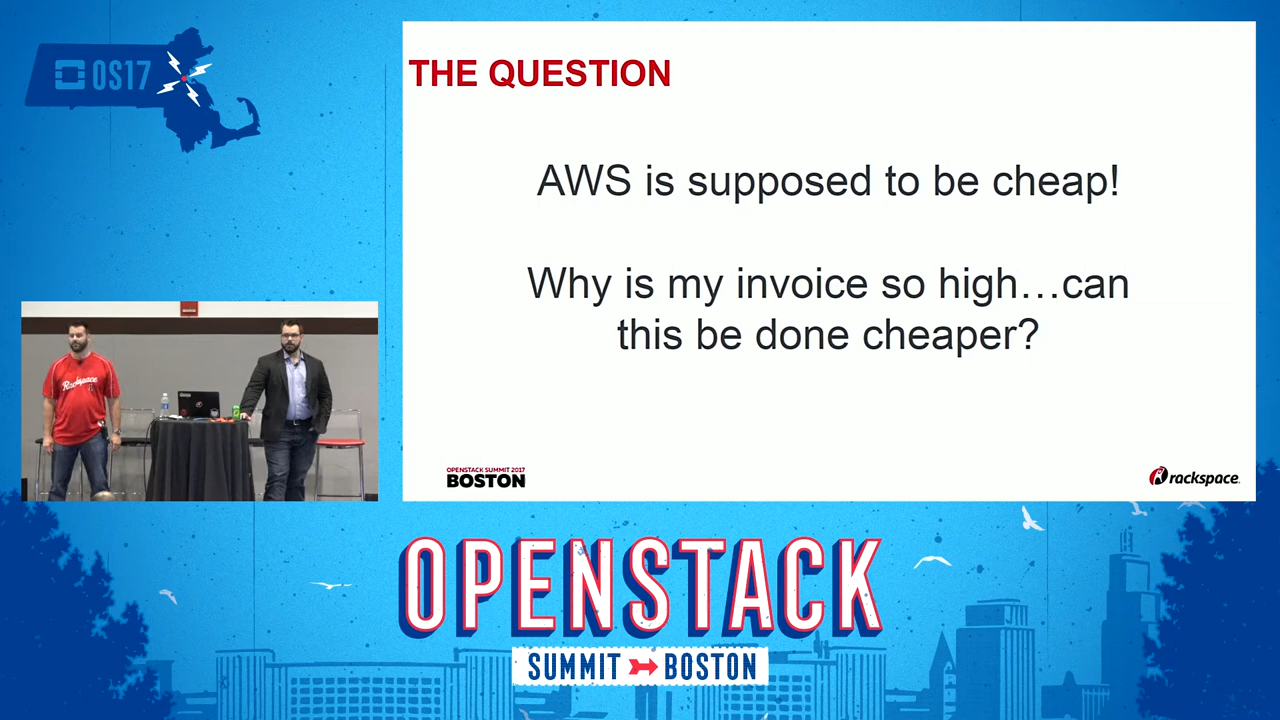 OS17
THE QUESTION
AWS is supposed to be cheap!
Why is my invoice so high…can
this be done cheaper?
OPENSTACK SUMMIT 2017
BOSTON
rackspace.
Rackspace
OPENSTACK
SUMMIT BOSTON